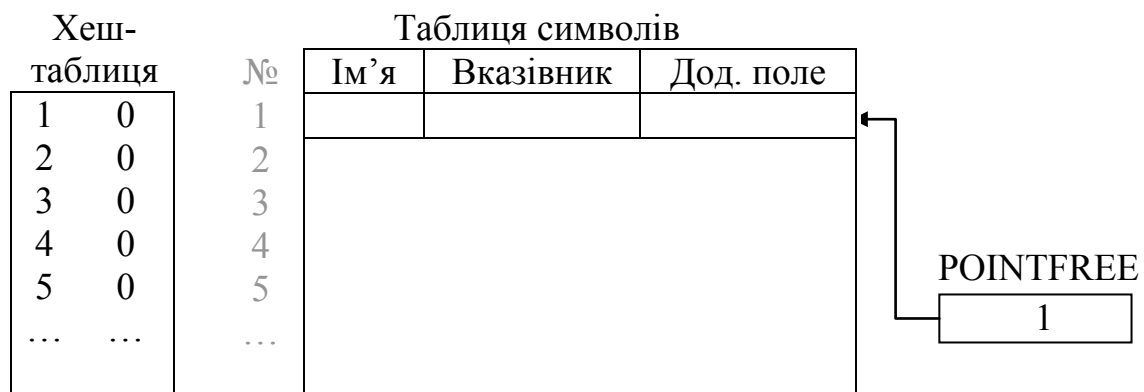 Хеш-
таблиця
Таблиця символів
№ Ім’я Вказівник Дод. поле
1 0 1
2 0 2
3 0 3
4 0 4
5 0 5
… … …
POINTFREE
1